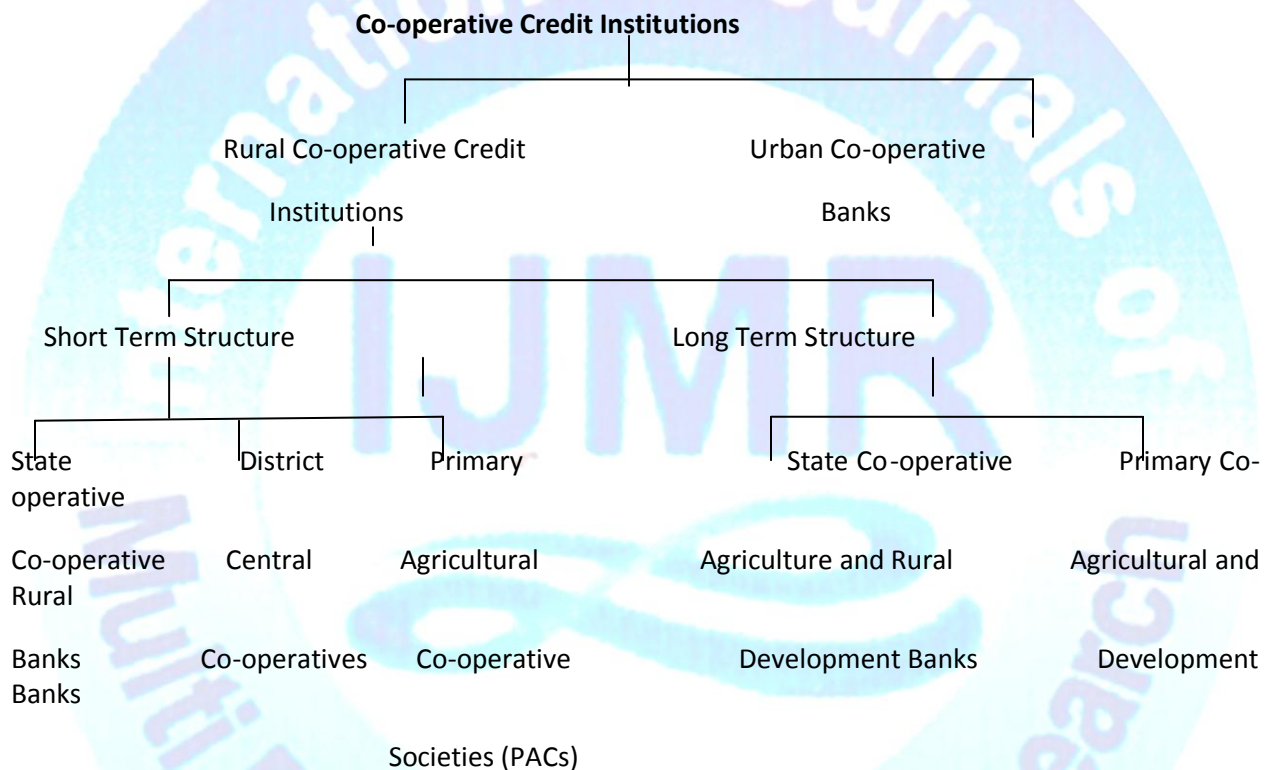 Co-operative Credit Institutions
Rural Co-operative Credit Urban Co-operative
Institutions Banks
Short Term Structure Long Term Structure
State District Primary State Co-operative Primary Co-
operative
Co-operative Central Agricultural Agriculture and Rural Agricultural and
Rural
Banks Co-operatives Co-operative Development Banks Development
Banks
Societies (PACs)
IJMR